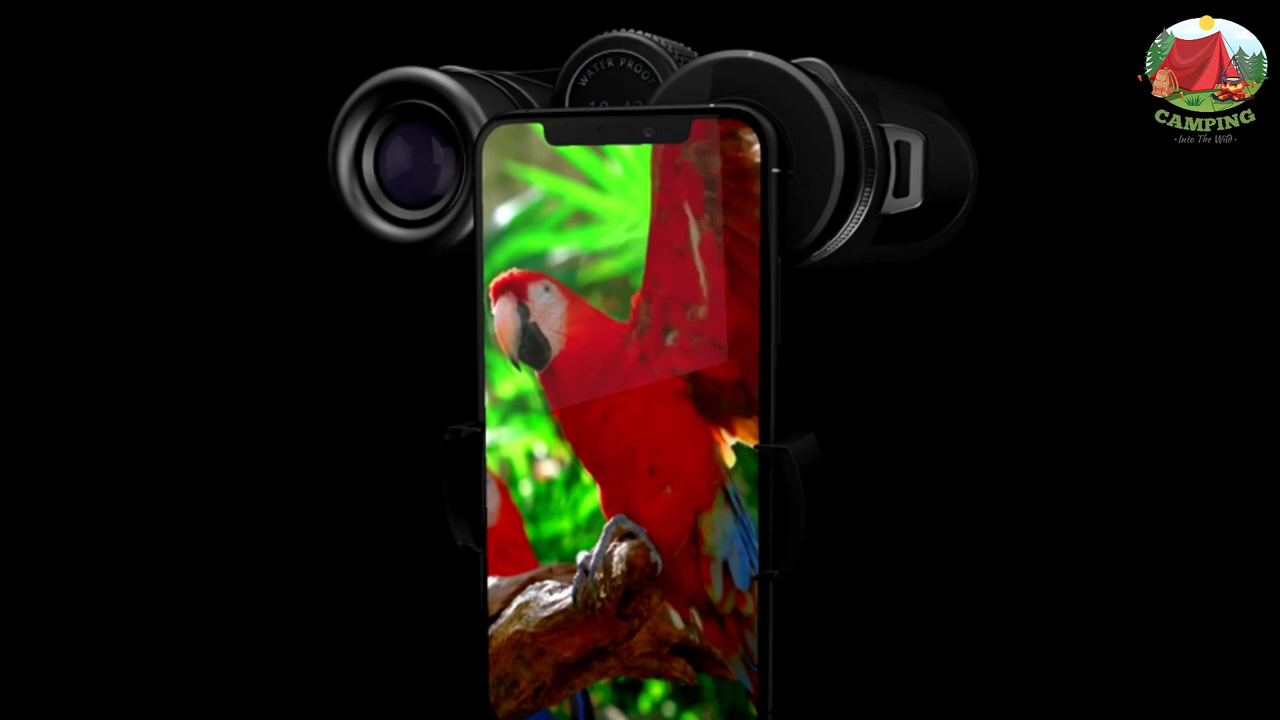 WATER PROOF
CAMPING
· Into The Wild ·